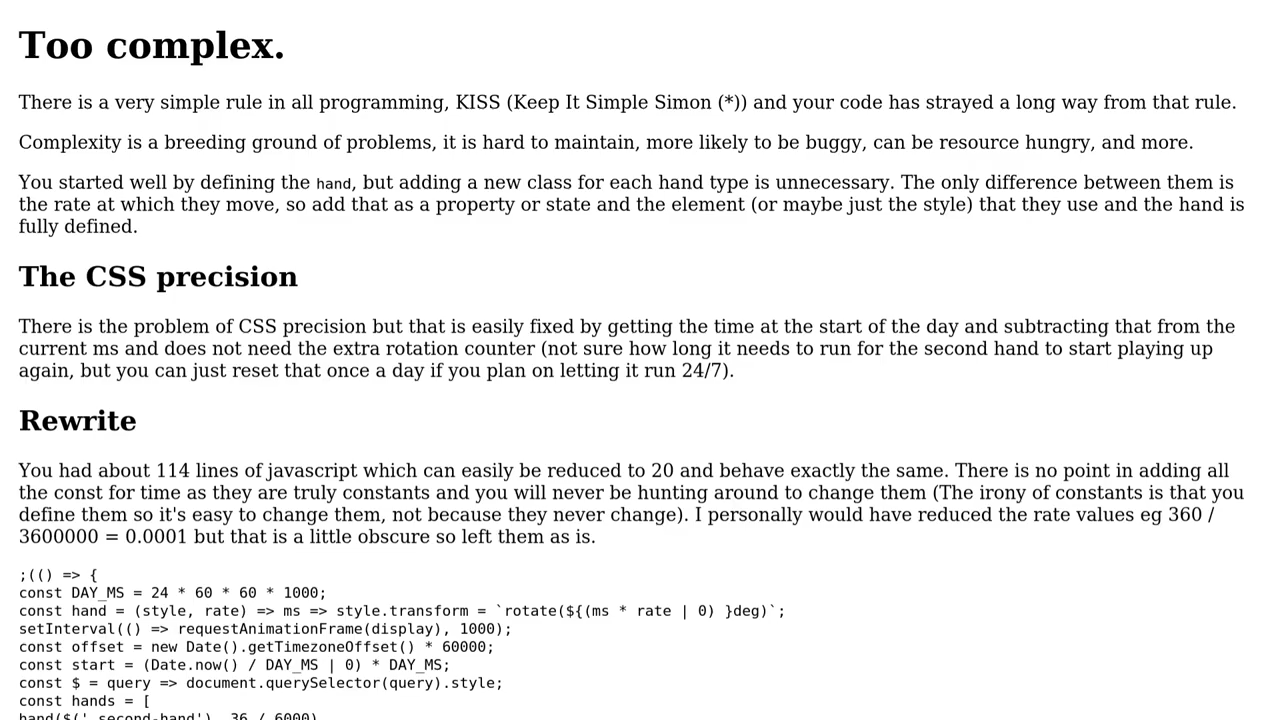 Too complex.
There is a very simple rule in all programming, KISS (Keep It Simple Simon (*)) and your code has strayed a long way from that rule.
Complexity is a breeding ground of problems, it is hard to maintain, more likely to be buggy, can be resource hungry, and more.
You started well by defining the hand, but adding a new class for each hand type is unnecessary. The only difference between them is
the rate at which they move, so add that as a property or state and the element (or maybe just the style) that they use and the hand is
fully defined.
The CSS precision
There is the problem of CSS precision but that is easily fixed by getting the time at the start of the day and subtracting that from the
current ms and does not need the extra rotation counter (not sure how long it needs to run for the second hand to start playing up
again, but you can just reset that once a day if you plan on letting it run 24/7).
Rewrite
You had about 114 lines of javascript which can easily be reduced to 20 and behave exactly the same. There is no point in adding all
the const for time as they are truly constants and you will never be hunting around to change them (The irony of constants is that you
define them so it's easy to change them, not because they never change). I personally would have reduced the rate values eg 360 /
3600000 = 0.0001 but that is a little obscure so left them as is.
;(() => {
const DAY_MS = 24 * 60 * 60 * 1000;
const hand = (style, rate) => ms => style.transform = `rotate(${(ms * rate | 0) }deg)`;
setInterval(() => requestAnimationFrame(display), 1000);
const offset = new Date().getTimezoneOffset() * 60000;
const start = (Date.now() / DAY_MS | 0) * DAY_MS;
const $ = query => document.querySelector(query).style;
const hands = [
hand($('.second-hand'), 36 / 6000),